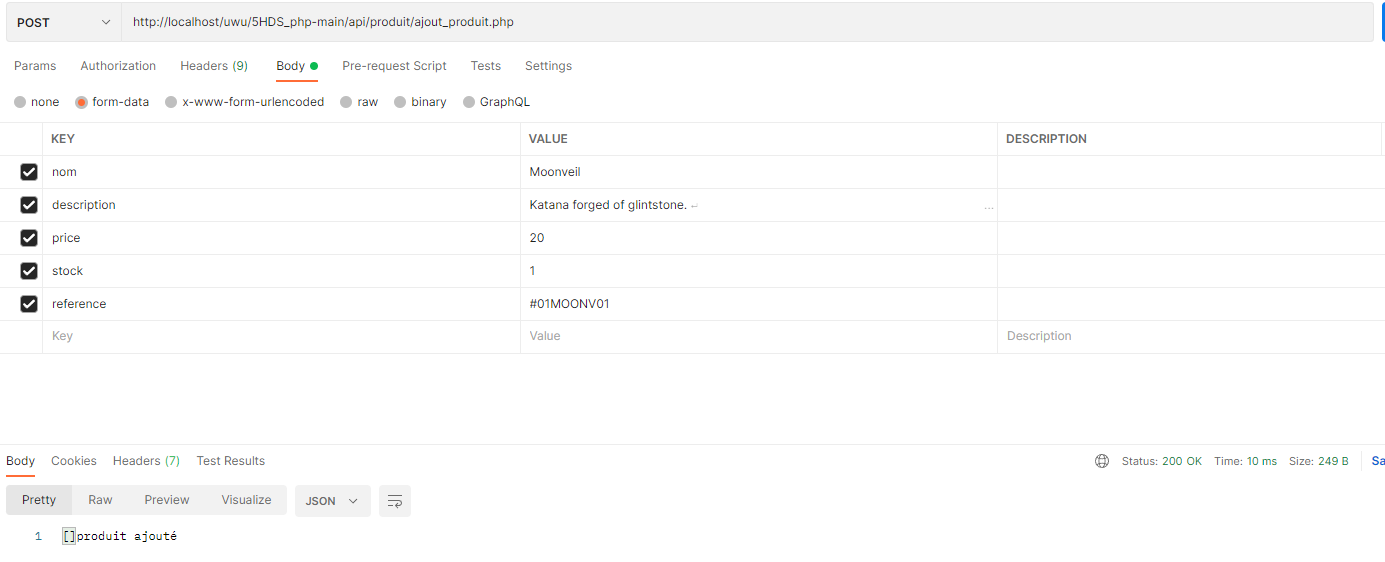 POST http://localhost/uwu/5HDS_php-main/api/produit/ajout_produit.php
Params Authorization Headers (9) Body Pre-request Script Tests Settings
none form-data x-www-form-urlencoded raw binary GraphQL
KEY VALUE DESCRIPTION
nom Moonveil
description Katana forged of glintstone. ↵ ...
price 20
stock 1
reference #01MOONV01
Key Value Description
Body Cookies Headers (7) Test Results Status: 200 OK Time: 10 ms Size: 249 B Sa
Pretty Raw Preview Visualize JSON
1 []produit ajouté